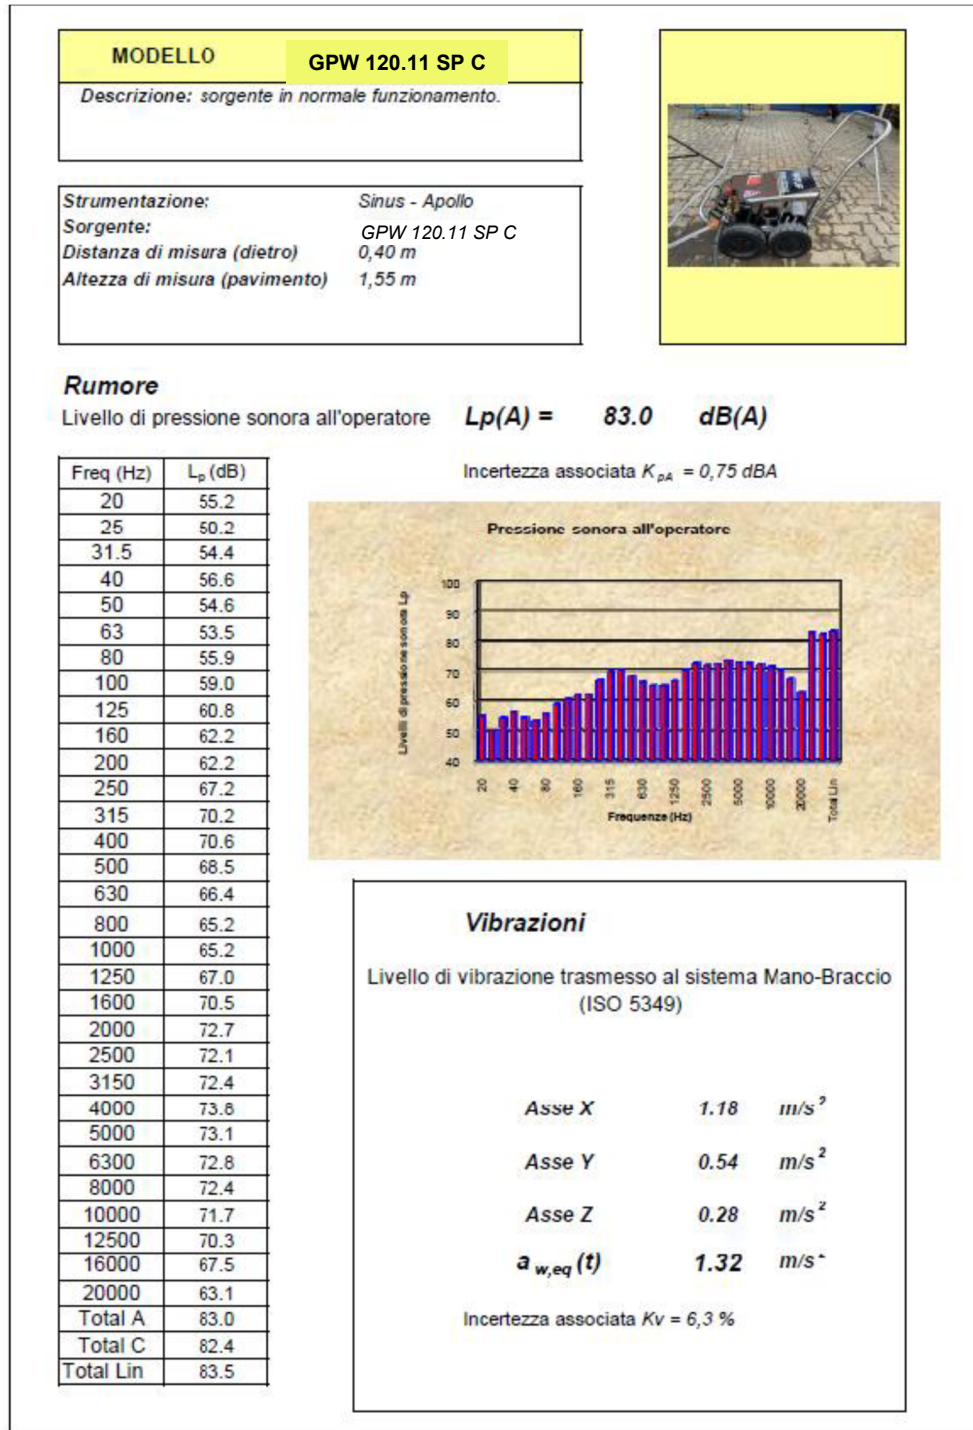 MODELLO GPW 120.11 SP C
Descrizione: sorgente in normale funzionamento.
Strumentazione: Sinus - Apollo
Sorgente: GPW 120.11 SP C
Distanza di misura (dietro) 0,40 m
Altezza di misura (pavimento) 1,55 m
Rumore
Livello di pressione sonora all'operatore Lp(A) = 83.0 dB(A)
Incertezza associata K pA = 0,75 dBA
Freq (Hz) Lp (dB)
20 55.2
25 50.2
31.5 54.4
40 56.6
50 54.6
63 53.5
80 55.9
100 59.0
125 60.8
160 62.2
200 62.2
250 67.2
315 70.2
400 70.6
500 68.5
630 66.4
800 65.2
1000 65.2
1250 67.0
1600 70.5
2000 72.7
2500 72.1
3150 72.4
4000 73.8
5000 73.1
6300 72.8
8000 72.4
10000 71.7
12500 70.3
16000 67.5
20000 63.1
Total A 83.0
Total C 82.4
Total Lin 83.5
Pressione sonora all'operatore
Livelli di pressione sonora Lp
100
90
80
70
60
50
40
20 40 80 160 315 630 1250 2500 5000 10000 20000 Total Lin
Frequenze (Hz)
Vibrazioni
Livello di vibrazione trasmesso al sistema Mano-Braccio
(ISO 5349)
Asse X 1.18 m/s²
Asse Y 0.54 m/s²
Asse Z 0.28 m/s²
a w,eq (t) 1.32 m/s²
Incertezza associata Kv = 6,3 %